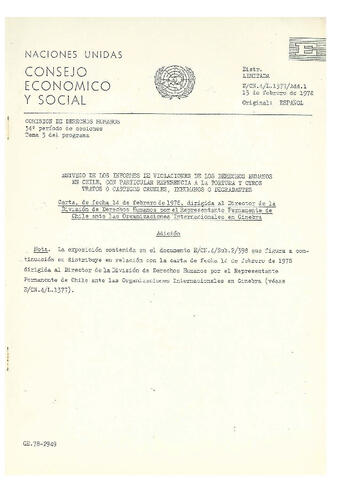 NACIONES UNIDAS
CONSEJO
ECONOMICO
Y SOCIAL
E
Distr.
LIMITADA
E/CN.4/L.1377/Add.1
15 de febrero de 1978
Original: ESPAÑOL
COMISION DE DERECHOS HUMANOS
34º período de sesiones
Tema 5 del programa
ESTUDIO DE LOS INFORMES DE VIOLACIONES DE LOS DERECHOS HUMANOS
EN CHILE, CON PARTICULAR REFERENCIA A LA TORTURA Y OTROS
TRATOS O CASTIGOS CRUELES, INHUMANOS O DEGRADANTES
Carta, de fecha 14 de febrero de 1978, dirigida al Director de la
División de Derechos Humanos por el Representante Permanente de
Chile ante las Organizaciones Internacionales en Ginebra
Adición
Nota. La exposición contenida en el documento E/CN.4/Sub.2/398 que figura a con-
tinuación se distribuye en relación con la carta de fecha 14 de febrero de 1978
dirigida al Director de la División de Derechos Humanos por el Representante
Permanente de Chile ante las Organizaciones Internacionales en Ginebra (véase
E/CN.4/L.1377).
GE.78-2949